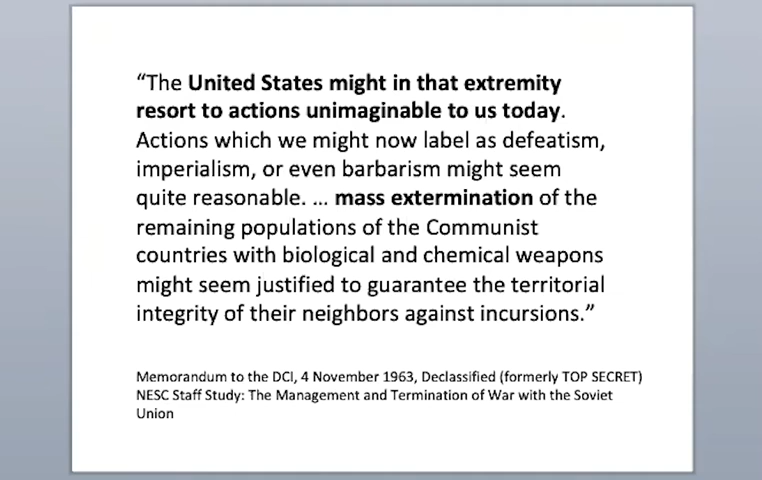 “The United States might in that extremity
resort to actions unimaginable to us today.
Actions which we might now label as defeatism,
imperialism, or even barbarism might seem
quite reasonable. ... mass extermination of the
remaining populations of the Communist
countries with biological and chemical weapons
might seem justified to guarantee the territorial
integrity of their neighbors against incursions.”
Memorandum to the DCI, 4 November 1963, Declassified (formerly TOP SECRET)
NESC Staff Study: The Management and Termination of War with the Soviet
Union